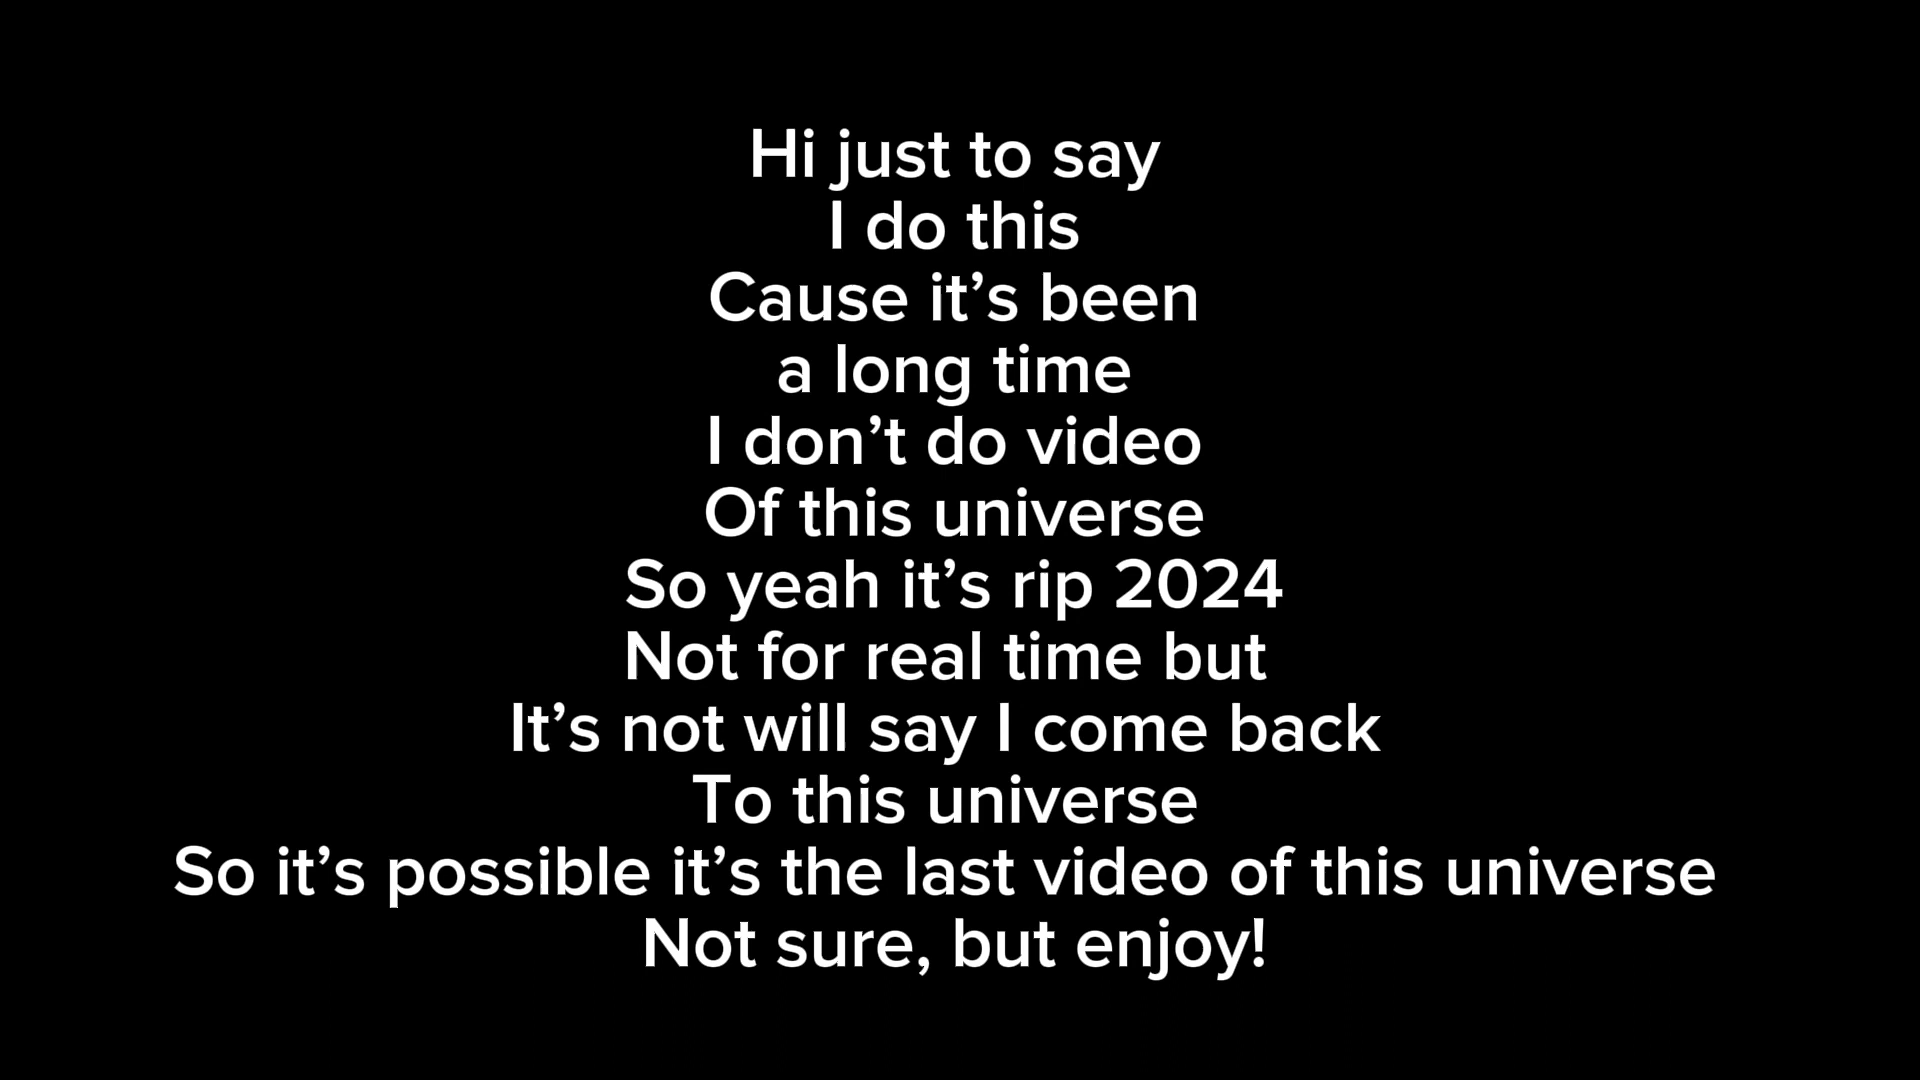 Hi just to say
I do this
Cause it’s been
a long time
I don’t do video
Of this universe
So yeah it’s rip 2024
Not for real time but
It’s not will say I come back
To this universe
So it’s possible it’s the last video of this universe
Not sure, but enjoy!